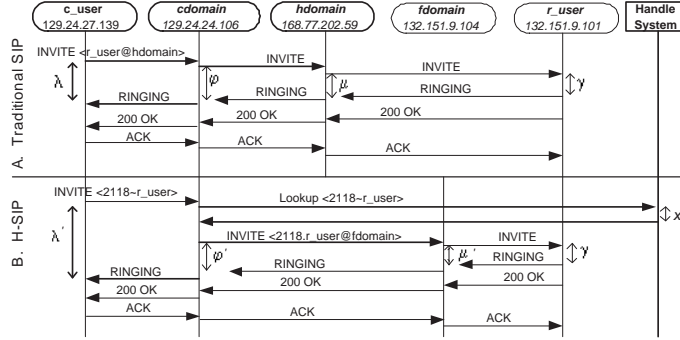 c_user cdomain hdomain fdomain r_user Handle
129.24.27.139 129.24.24.106 168.77.202.59 132.151.9.104 132.151.9.101 System
A. Traditional SIP
INVITE <r_user@hdomain>
INVITE
INVITE
λ φ μ γ
RINGING RINGING RINGING
200 OK 200 OK 200 OK
ACK ACK ACK
B. H-SIP
INVITE <2118~r_user>
Lookup <2118~r_user>
x
λ'
INVITE <2118.r_user@fdomain> INVITE
φ' μ' γ
RINGING RINGING RINGING
200 OK 200 OK 200 OK
ACK ACK ACK